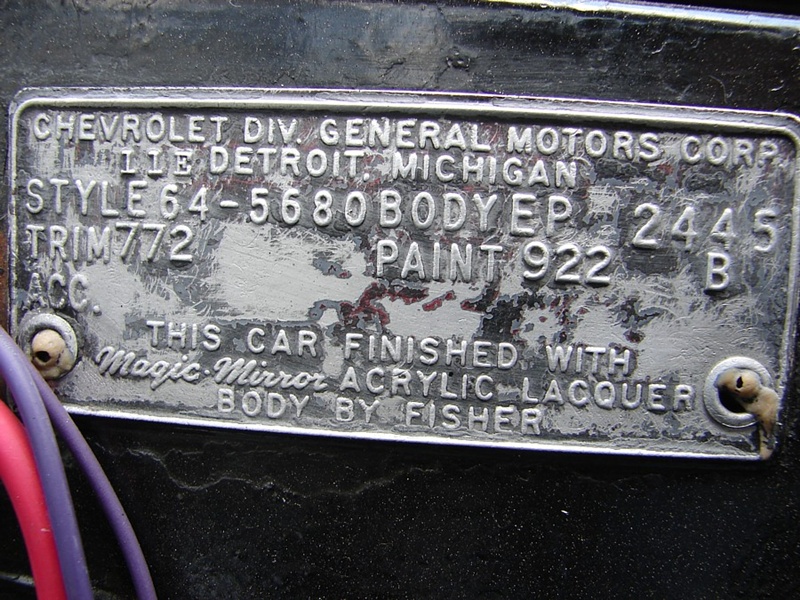 CHEVROLET DIV. GENERAL MOTORS CORP.
11E DETROIT, MICHIGAN
STYLE 64-5680 BODY EP 2445
TRIM 772 PAINT 922 B
ACC.
THIS CAR FINISHED WITH
Magic-Mirror ACRYLIC LACQUER
BODY BY FISHER